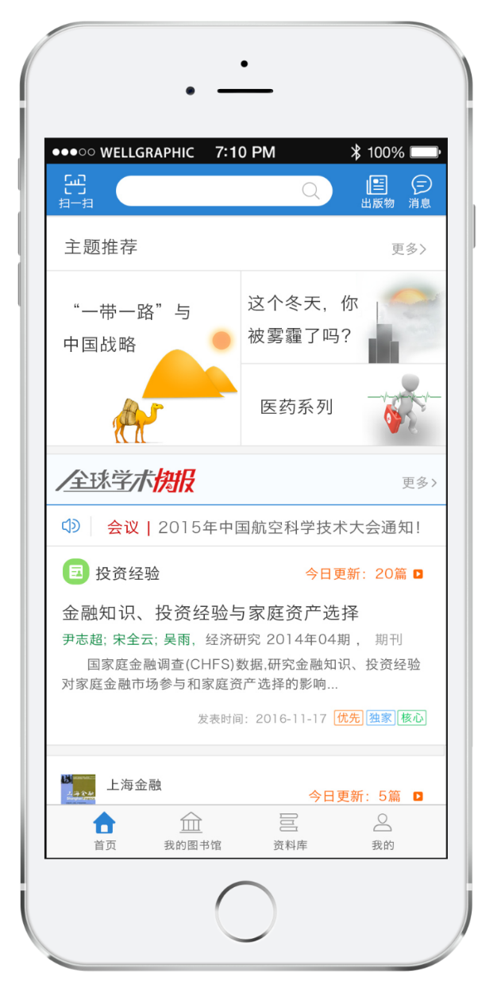 WELLGRAPHIC 7:10 PM 100%
扫一扫 出版物 消息
主题推荐 更多>
“一带一路”与
中国战略
这个冬天，你
被雾霾了吗?
医药系列
全球学术快报 更多>
会议 | 2015年中国航空科学技术大会通知!
投资经验 今日更新: 20篇
金融知识、投资经验与家庭资产选择
尹志超; 宋全云; 吴雨, 经济研究 2014年04期 , 期刊
国家庭金融调查(CHFS)数据,研究金融知识、投资经验
对家庭金融市场参与和家庭资产选择的影响...
发表时间: 2016-11-17 优先 独家 核心
上海金融
今日更新: 5篇
上海金融
首页 我的图书馆 资料库 我的